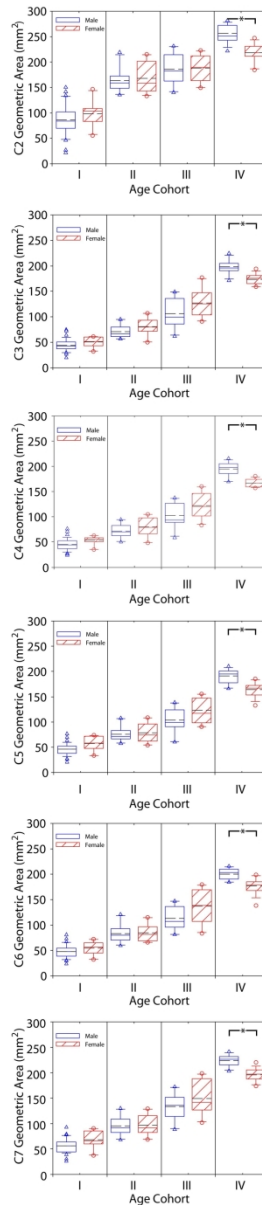 C2 Geometric Area (mm²)
300
250
200
150
100
50
0
Male
Female
*
I II III IV
Age Cohort
C3 Geometric Area (mm²)
300
250
200
150
100
50
0
Male
Female
*
I II III IV
Age Cohort
C4 Geometric Area (mm²)
300
250
200
150
100
50
0
Male
Female
*
I II III IV
Age Cohort
C5 Geometric Area (mm²)
300
250
200
150
100
50
0
Male
Female
*
I II III IV
Age Cohort
C6 Geometric Area (mm²)
300
250
200
150
100
50
0
Male
Female
*
I II III IV
Age Cohort
C7 Geometric Area (mm²)
300
250
200
150
100
50
0
Male
Female
*
I II III IV
Age Cohort